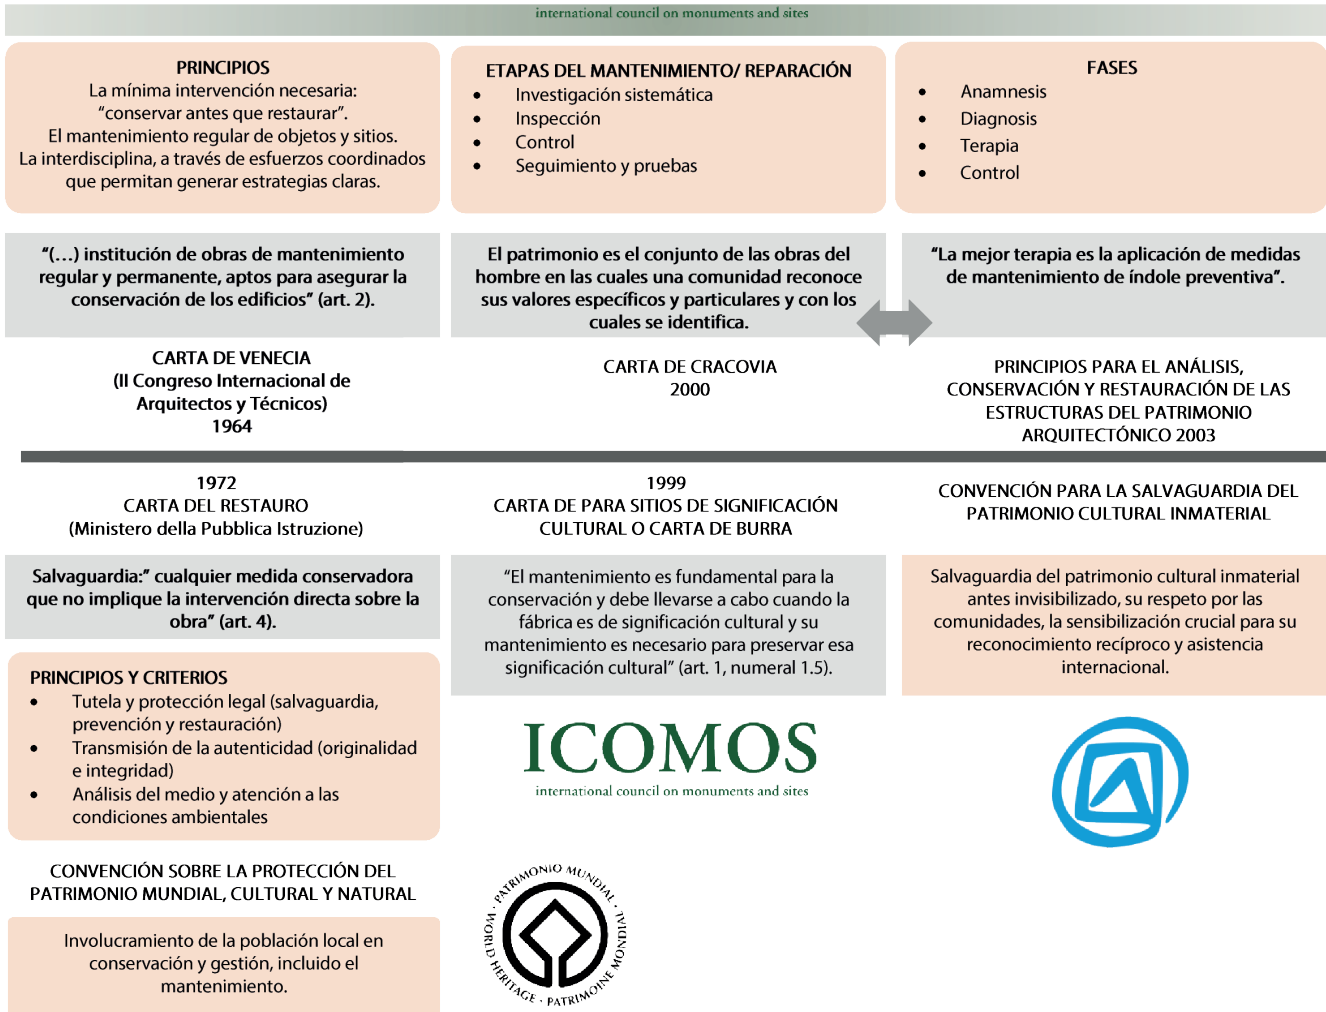 international council on monuments and sites
PRINCIPIOS
La mínima intervención necesaria:
“conservar antes que restaurar”.
El mantenimiento regular de objetos y sitios.
La interdisciplina, a través de esfuerzos coordinados
que permitan generar estrategias claras.
ETAPAS DEL MANTENIMIENTO/ REPARACIÓN
• Investigación sistemática
• Inspección
• Control
• Seguimiento y pruebas
FASES
• Anamnesis
• Diagnosis
• Terapia
• Control
“(…) institución de obras de mantenimiento
regular y permanente, aptos para asegurar la
conservación de los edificios” (art. 2).
El patrimonio es el conjunto de las obras del
hombre en las cuales una comunidad reconoce
sus valores específicos y particulares y con los
cuales se identifica.
“La mejor terapia es la aplicación de medidas
de mantenimiento de índole preventiva”.
CARTA DE VENECIA
(II Congreso Internacional de
Arquitectos y Técnicos)
1964
CARTA DE CRACOVIA
2000
PRINCIPIOS PARA EL ANÁLISIS,
CONSERVACIÓN Y RESTAURACIÓN DE LAS
ESTRUCTURAS DEL PATRIMONIO
ARQUITECTÓNICO 2003
1972
CARTA DEL RESTAURO
(Ministero della Pubblica Istruzione)
1999
CARTA DE PARA SITIOS DE SIGNIFICACIÓN
CULTURAL O CARTA DE BURRA
CONVENCIÓN PARA LA SALVAGUARDIA DEL
PATRIMONIO CULTURAL INMATERIAL
Salvaguardia:” cualquier medida conservadora
que no implique la intervención directa sobre la
obra” (art. 4).
“El mantenimiento es fundamental para la
conservación y debe llevarse a cabo cuando la
fábrica es de significación cultural y su
mantenimiento es necesario para preservar esa
significación cultural” (art. 1, numeral 1.5).
Salvaguardia del patrimonio cultural inmaterial
antes invisibilizado, su respeto por las
comunidades, la sensibilización crucial para su
reconocimiento recíproco y asistencia
internacional.
PRINCIPIOS Y CRITERIOS
• Tutela y protección legal (salvaguardia,
prevención y restauración)
• Transmisión de la autenticidad (originalidad
e integridad)
• Análisis del medio y atención a las
condiciones ambientales
ICOMOS
international council on monuments and sites
CONVENCIÓN SOBRE LA PROTECCIÓN DEL
PATRIMONIO MUNDIAL, CULTURAL Y NATURAL
Involucramiento de la población local en
conservación y gestión, incluido el
mantenimiento.
WORLD HERITAGE · PATRIMONIO MUNDIAL · PATRIMOINE MONDIAL ·